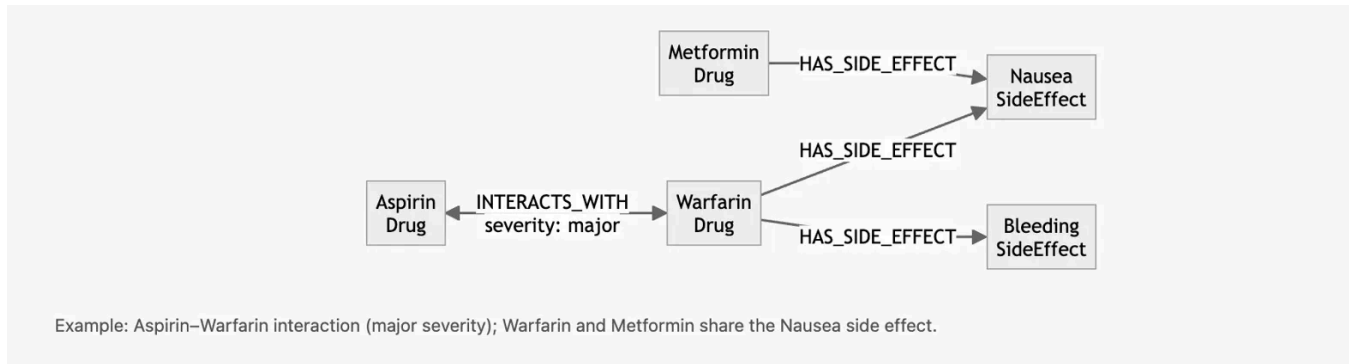 Metformin
Drug
HAS_SIDE_EFFECT
Nausea
SideEffect
HAS_SIDE_EFFECT
Aspirin
Drug
INTERACTS_WITH
severity: major
Warfarin
Drug
HAS_SIDE_EFFECT
Bleeding
SideEffect
Example: Aspirin–Warfarin interaction (major severity); Warfarin and Metformin share the Nausea side effect.